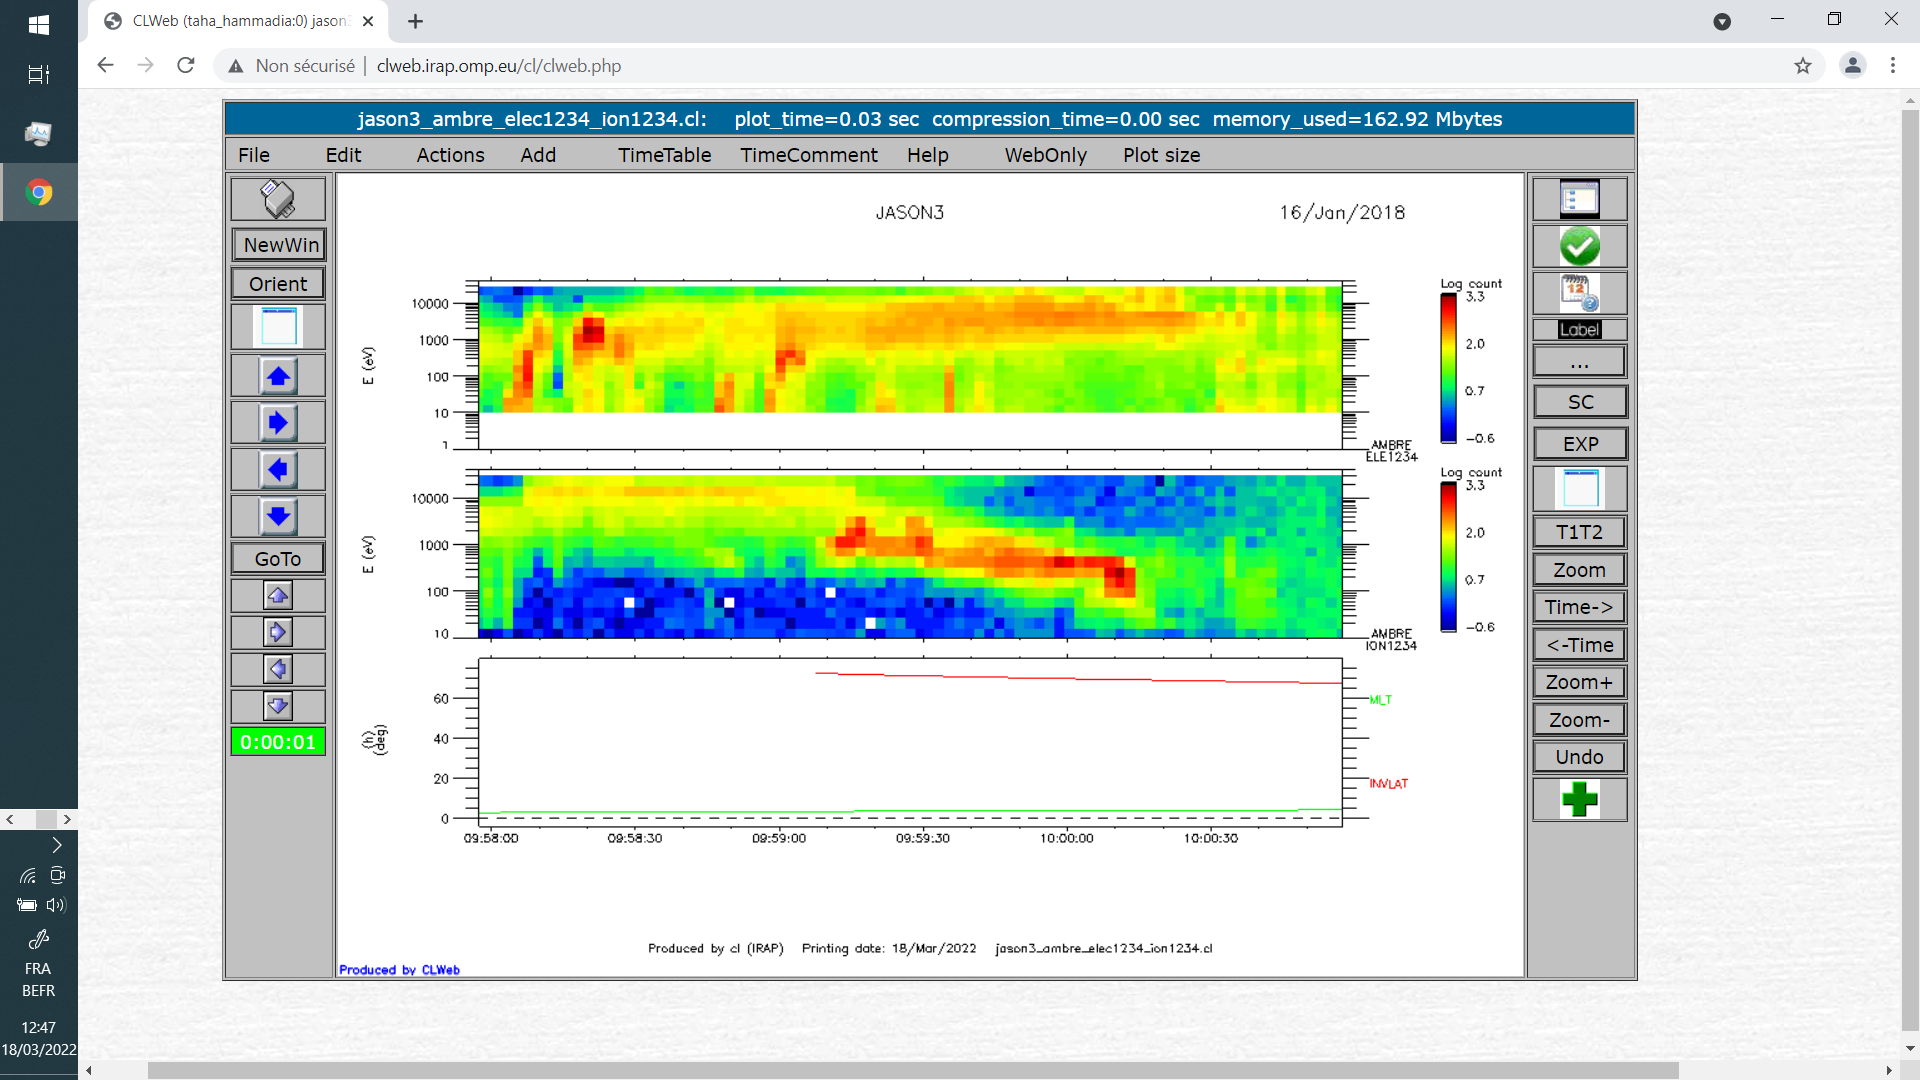 CLWeb (taha_hammadia:0) jason3
Non sécurisé | clweb.irap.omp.eu/cl/clweb.php
jason3_ambre_elec1234_ion1234.cl: plot_time=0.03 sec compression_time=0.00 sec memory_used=162.92 Mbytes
File Edit Actions Add TimeTable TimeComment Help WebOnly Plot size
NewWin
Orient
GoTo
0:00:01
JASON3 16/Jan/2018
10000
1000
100
10
1
E (eV)
AMBRE
ELE1234
Log count
3.3
2.0
0.7
-0.6
10000
1000
100
10
E (eV)
AMBRE
ION1234
Log count
3.3
2.0
0.7
-0.6
60
40
20
0
(h)
(deg)
MLT
INVLAT
09:58:00 09:58:30 09:59:00 09:59:30 10:00:00 10:00:30
Produced by cl (IRAP) Printing date: 18/Mar/2022 jason3_ambre_elec1234_ion1234.cl
Produced by CLWeb
12
Label
...
SC
EXP
T1T2
Zoom
Time->
<-Time
Zoom+
Zoom-
Undo
FRA
BEFR
12:47
18/03/2022